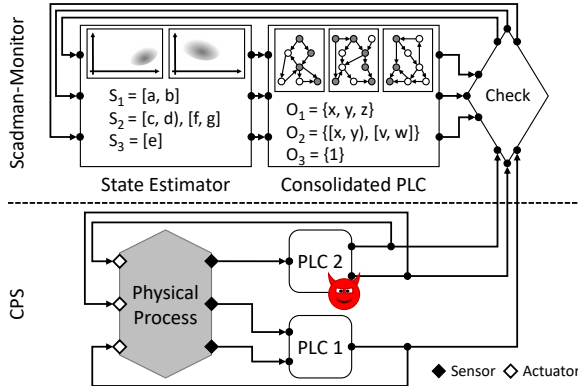 Scadman-Monitor
S1 = [a, b]
S2 = [c, d), [f, g]
S3 = [e]
State Estimator
O1 = {x, y, z}
O2 = {[x, y), [v, w]}
O3 = {1}
Consolidated PLC
Check
CPS
Physical
Process
PLC 2
PLC 1
Sensor
Actuator